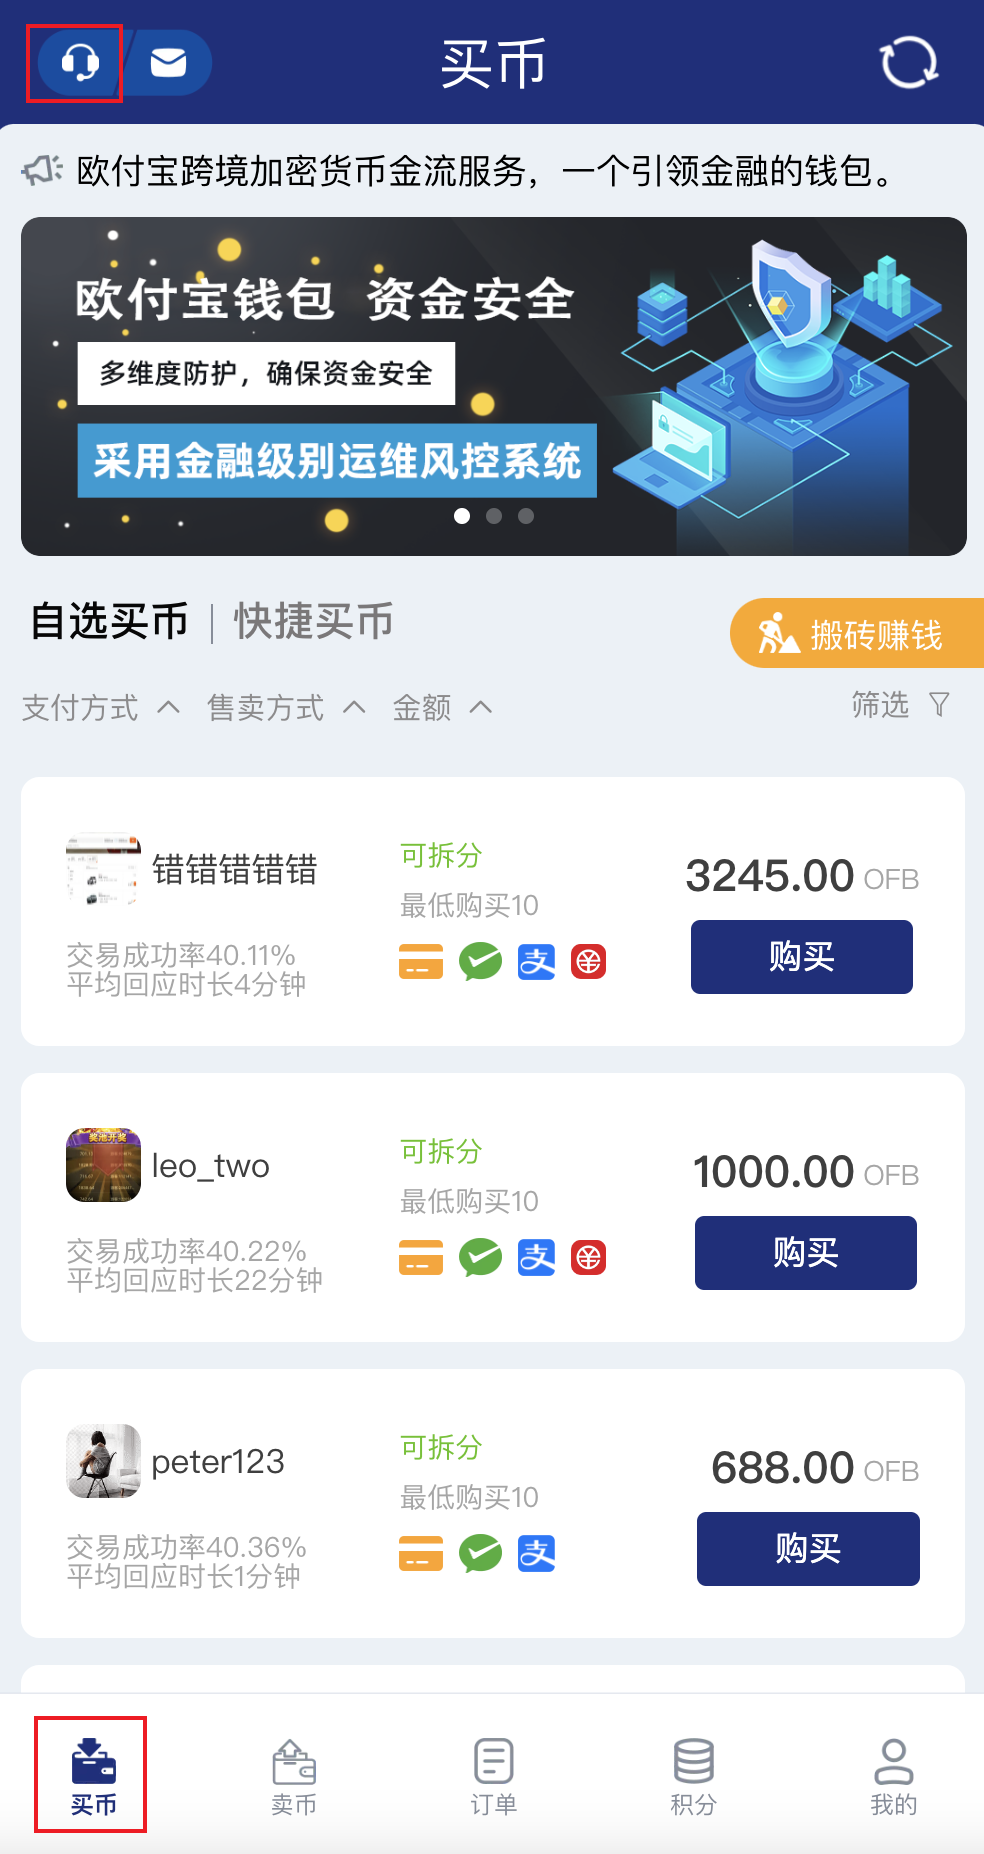 买币
欧付宝跨境加密货币金流服务，一个引领金融的钱包。
欧付宝钱包 资金安全
多维度防护，确保资金安全
采用金融级别运维风控系统
自选买币 | 快捷买币
搬砖赚钱
支付方式 售卖方式 金额 筛选
错错错错错
可拆分
最低购买10
3245.00 OFB
交易成功率40.11%
平均回应时长4分钟
支
购买
奖池开奖
leo_two
可拆分
最低购买10
1000.00 OFB
交易成功率40.22%
平均回应时长22分钟
支
购买
peter123
可拆分
最低购买10
688.00 OFB
交易成功率40.36%
平均回应时长1分钟
支
购买
买币 卖币 订单 积分 我的